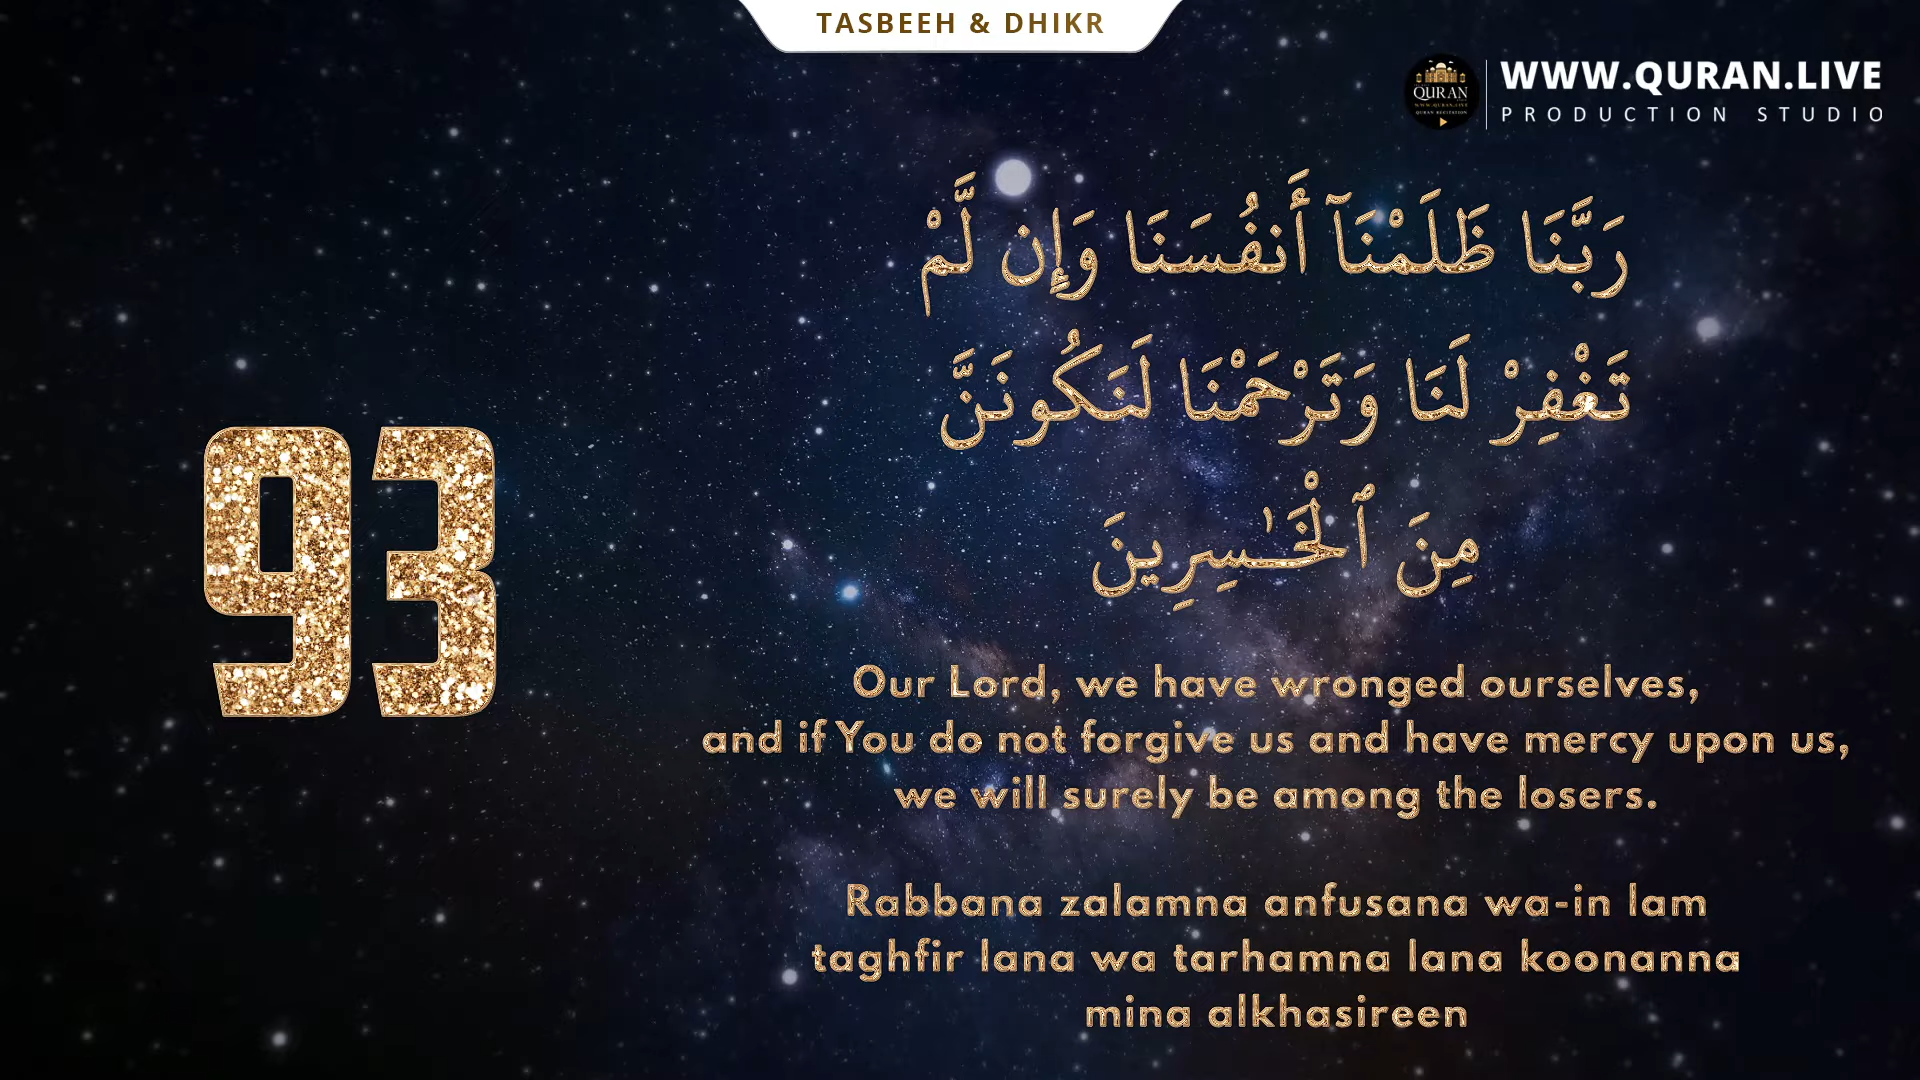 TASBEEH & DHIKR
QURAN
WWW.QURAN.LIVE
PRODUCTION STUDIO
رَبَّنَا ظَلَمْنَآ أَنفُسَنَا وَإِن لَّمْ
تَغْفِرْ لَنَا وَتَرْحَمْنَا لَنَكُونَنَّ
مِنَ ٱلْخَـٰسِرِينَ
93
Our Lord, we have wronged ourselves,
and if You do not forgive us and have mercy upon us,
we will surely be among the losers.
Rabbana zalamna anfusana wa-in lam
taghfir lana wa tarhamna lana koonanna
mina alkhasireen